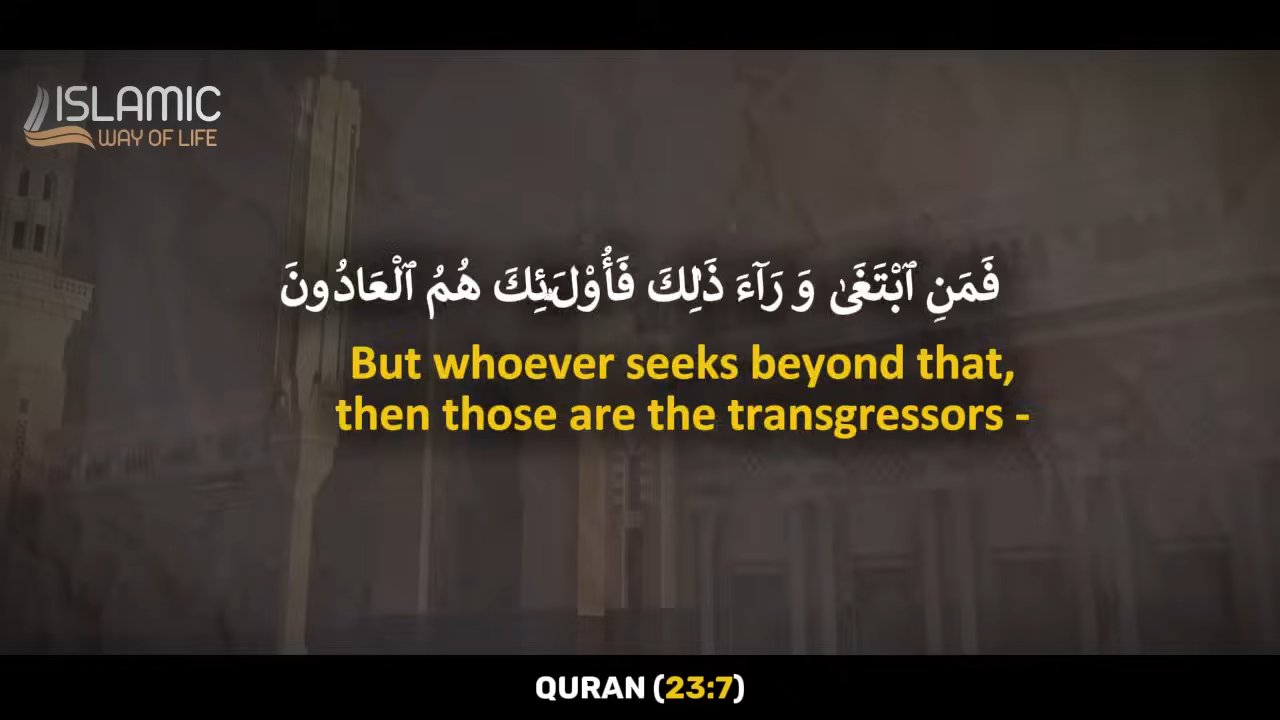 ISLAMIC
WAY OF LIFE
فَمَنِ ٱبْتَغَىٰ وَرَآءَ ذَٰلِكَ فَأُو۟لَـٰٓئِكَ هُمُ ٱلْعَادُونَ
But whoever seeks beyond that,
then those are the transgressors -
QURAN (23:7)